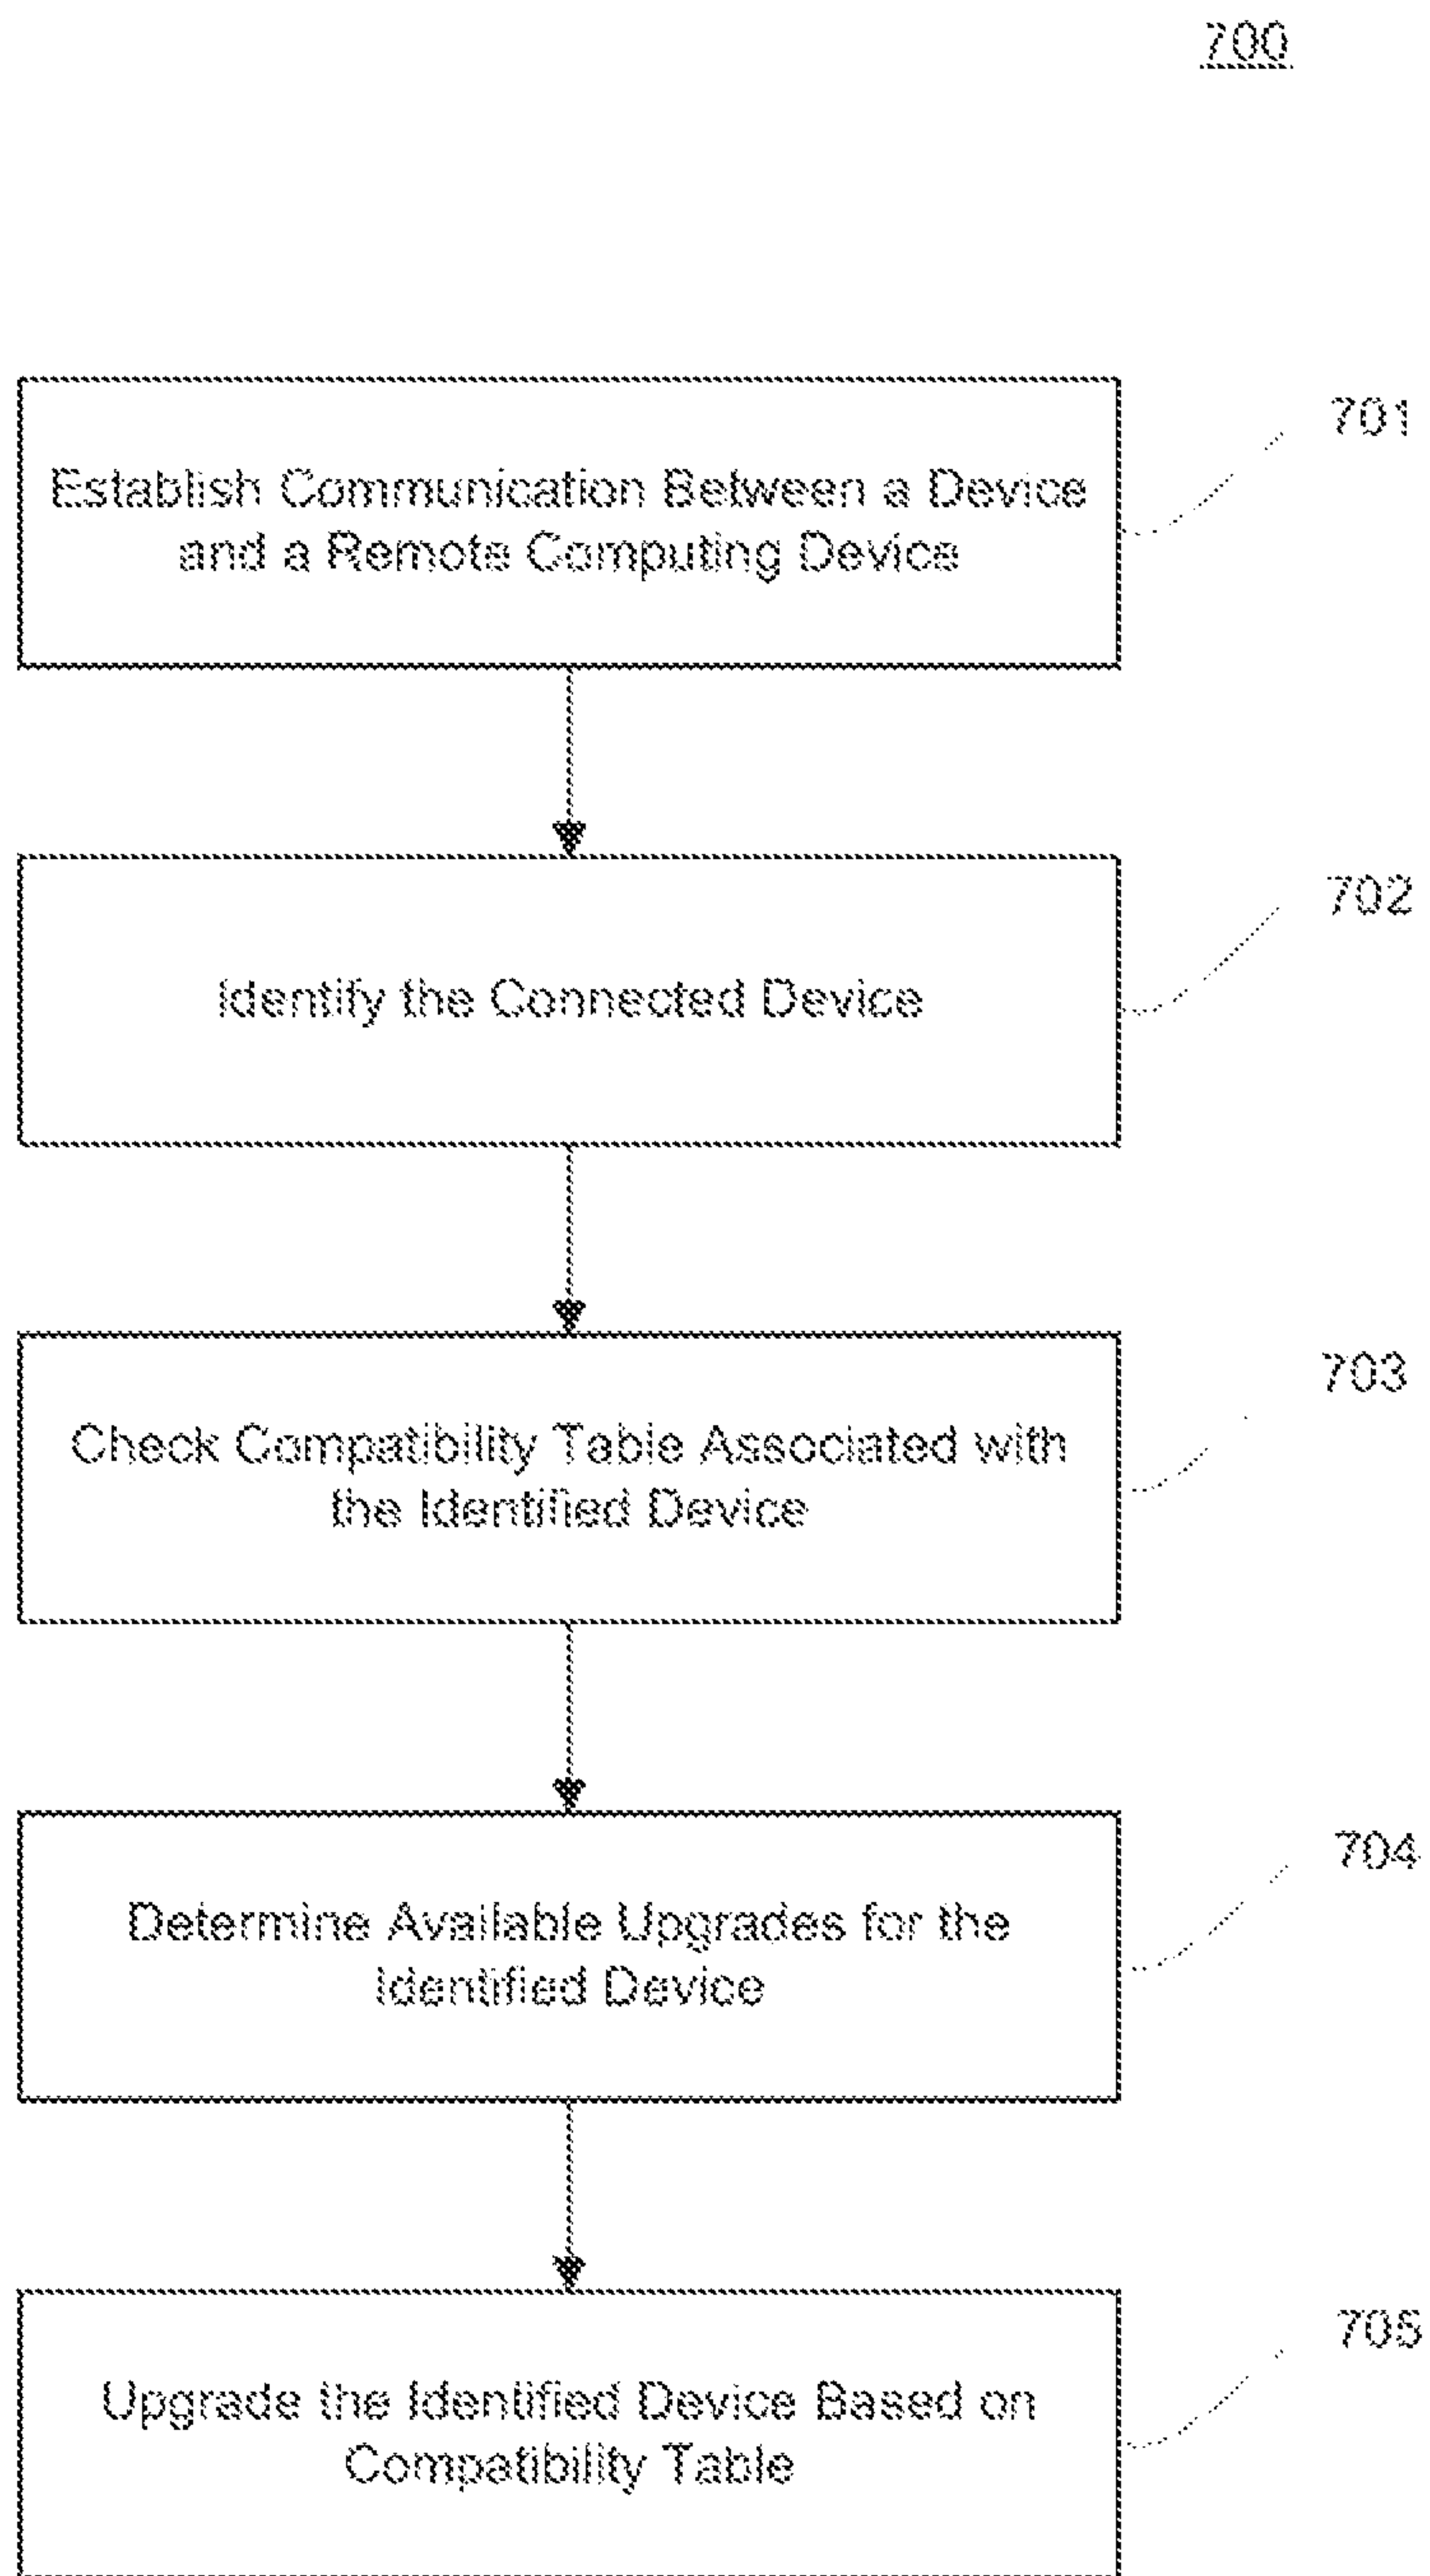 700
Establish Communication Between a Device
and a Remote Computing Device
701
Identify the Connected Device
702
Check Compatibility Table Associated with
the Identified Device
703
Determine Available Upgrades for the
Identified Device
704
Upgrade the Identified Device Based on
Compatibility Table
705